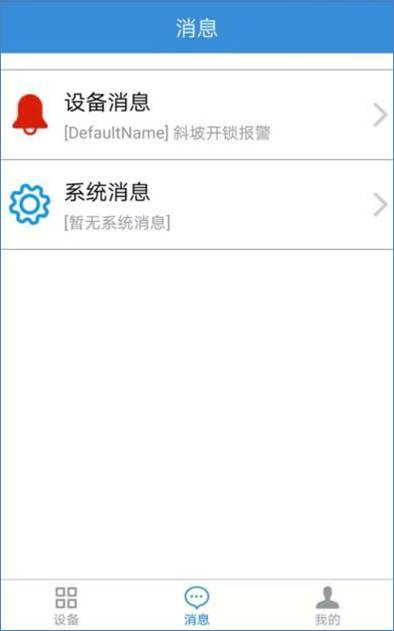 消息
设备消息
[DefaultName] 斜坡开锁报警
系统消息
[暂无系统消息]
设备
消息
我的